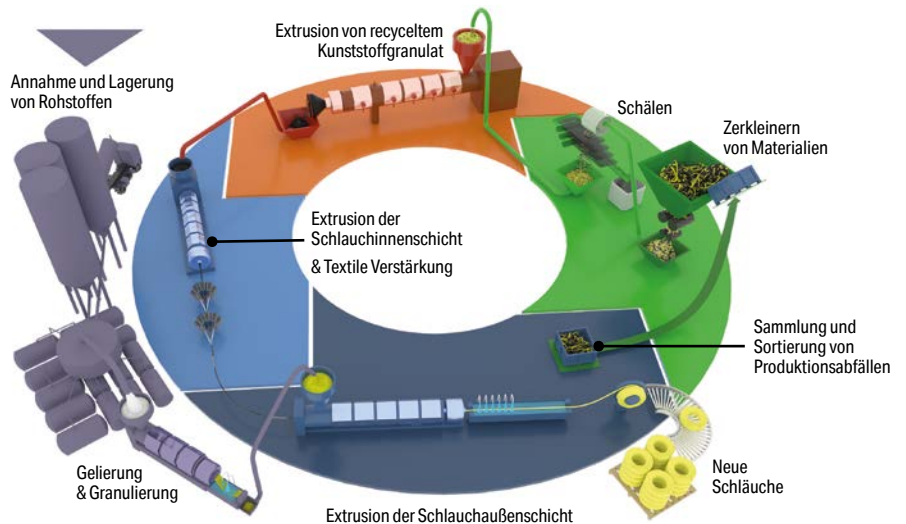 Extrusion von recyceltem
Kunststoffgranulat
Annahme und Lagerung
von Rohstoffen
Schälen
Zerkleinern
von Materialien
Extrusion der
Schlauchinnenschicht
& Textile Verstärkung
Sammlung und
Sortierung von
Produktionsabfällen
Gelierung
& Granulierung
Neue
Schläuche
Extrusion der Schlauchaußenschicht